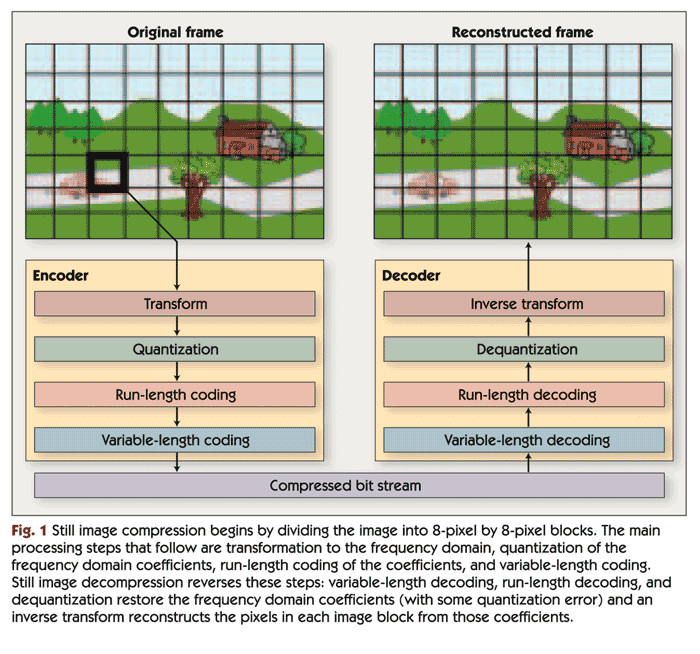 Original frame
Reconstructed frame
Encoder
Transform
Quantization
Run-length coding
Variable-length coding
Decoder
Inverse transform
Dequantization
Run-length decoding
Variable-length decoding
Compressed bit stream
Fig. 1 Still image compression begins by dividing the image into 8-pixel by 8-pixel blocks. The main
processing steps that follow are transformation to the frequency domain, quantization of the
frequency domain coefficients, run-length coding of the coefficients, and variable-length coding.
Still image decompression reverses these steps: variable-length decoding, run-length decoding, and
dequantization restore the frequency domain coefficients (with some quantization error) and an
inverse transform reconstructs the pixels in each image block from those coefficients.